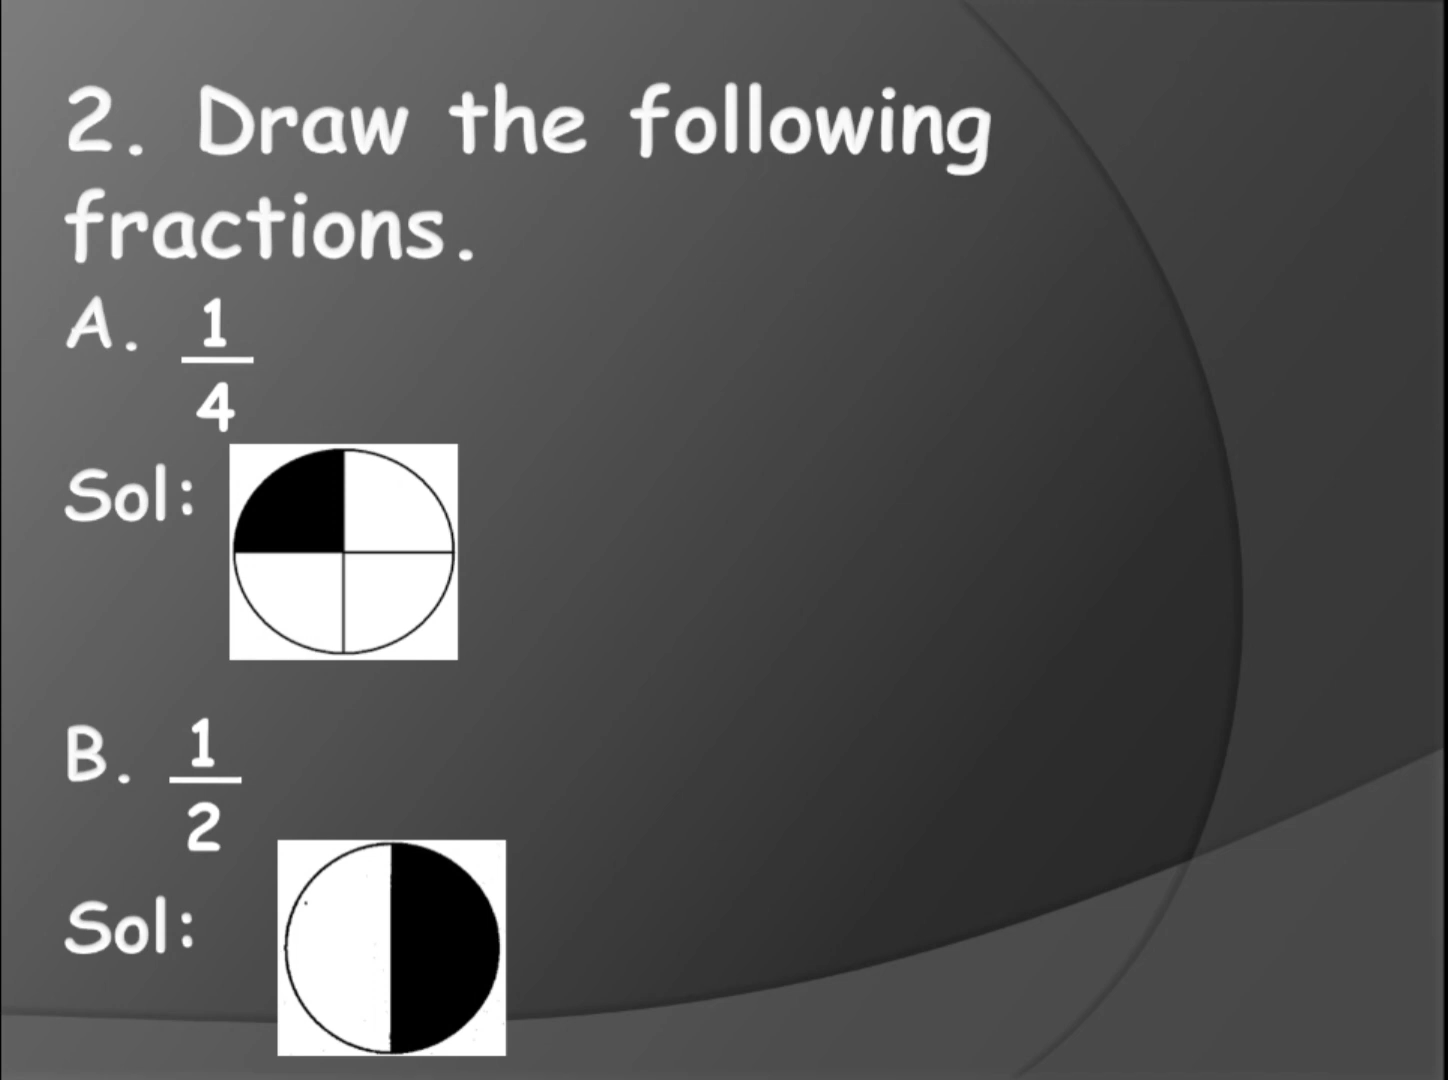 2. Draw the following
fractions.
A. 1
4
Sol:
B. 1
2
Sol: